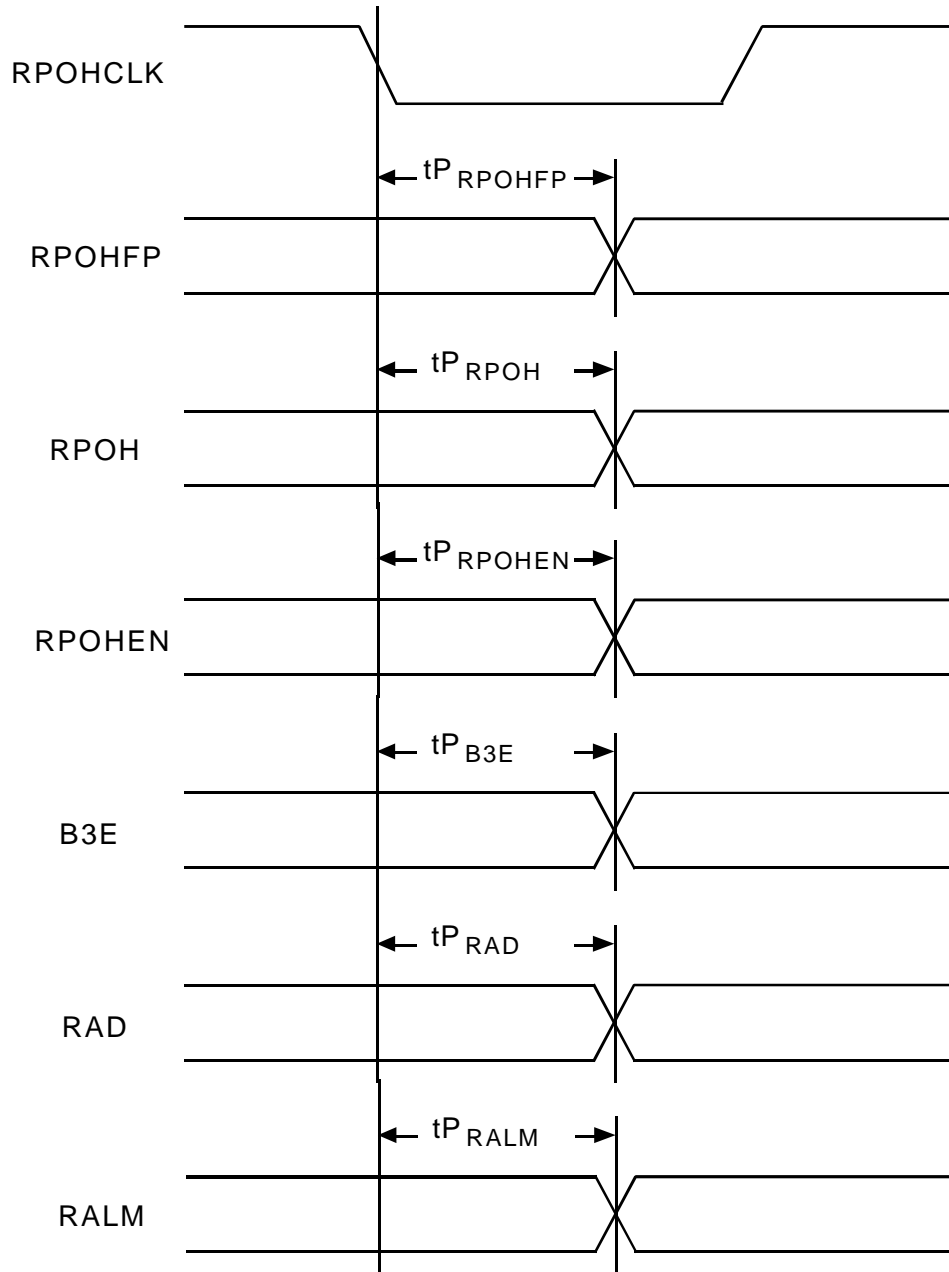 RPOHCLK
tP RPOHFP
RPOHFP
tP RPOH
RPOH
tP RPOHEN
RPOHEN
tP B3E
B3E
tP RAD
RAD
tP RALM
RALM